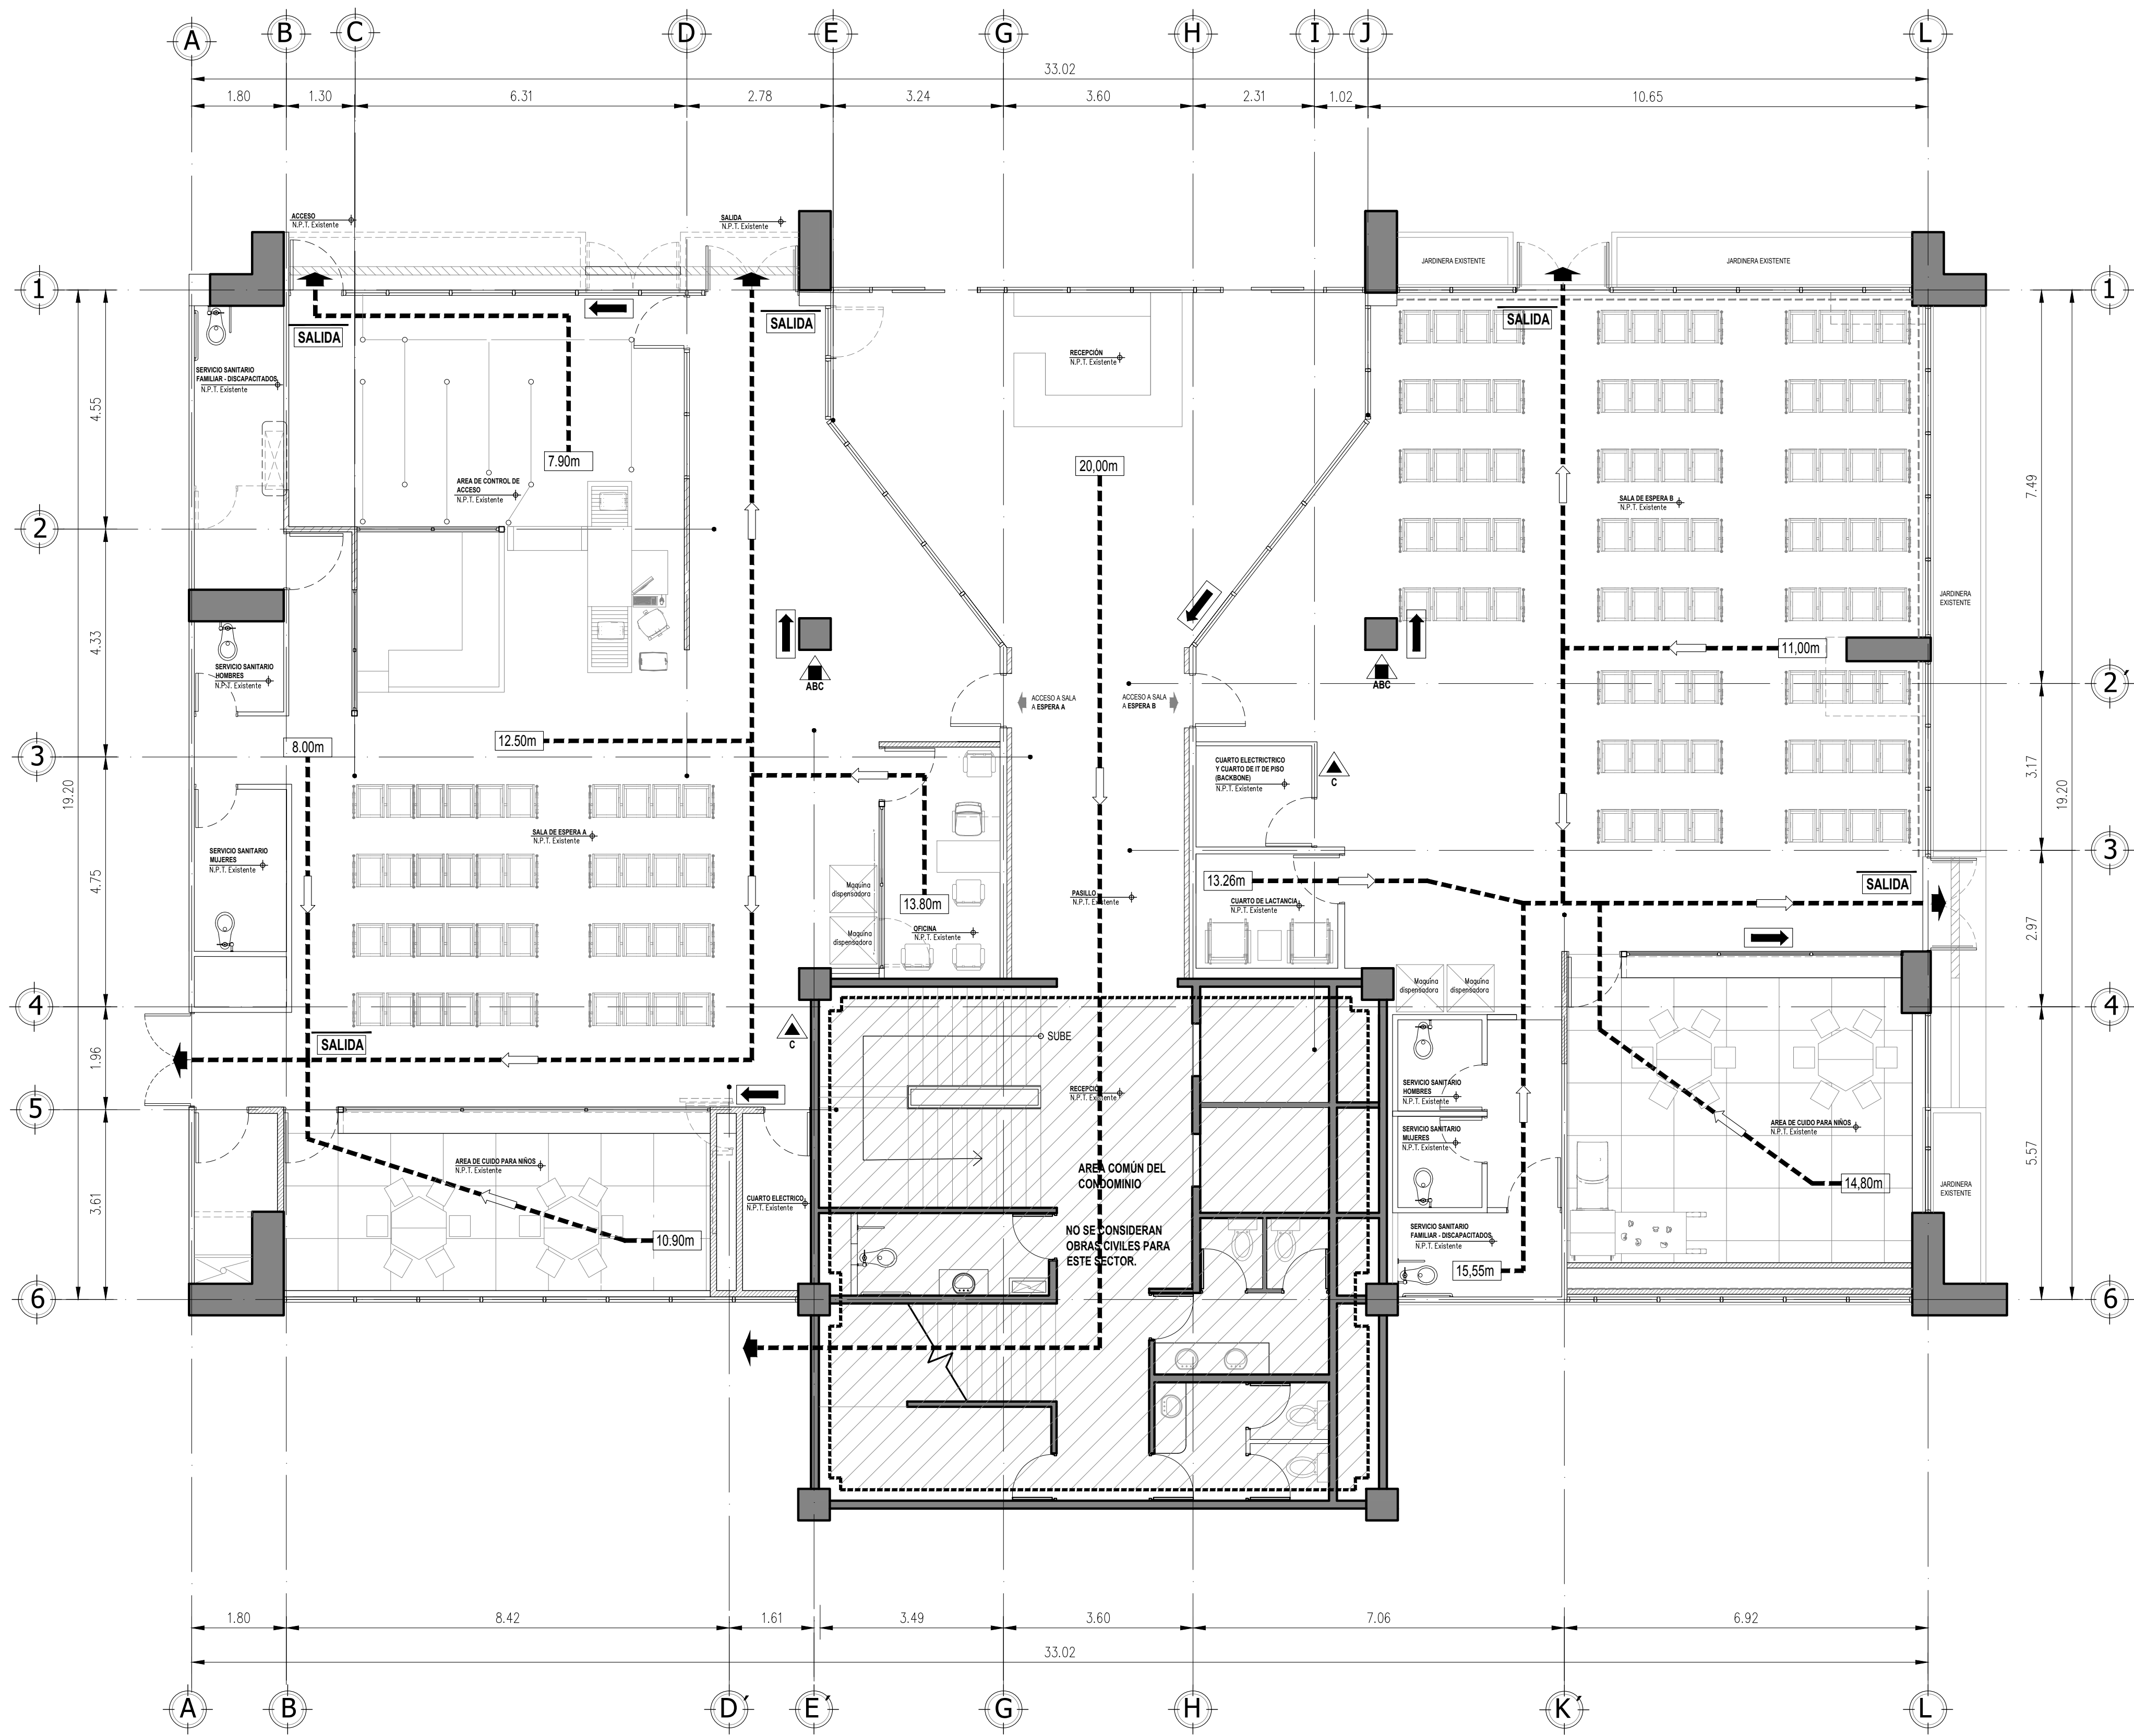 A B C D E G H I J L
33.02
1.80 1.30 6.31 2.78 3.24 3.60 2.31 1.02 10.65
ACCESO
N.P.T. Existente
SALIDA
N.P.T. Existente
JARDINERA EXISTENTE
JARDINERA EXISTENTE
1
1
SALIDA
SALIDA
SALIDA
SERVICIO SANITARIO
FAMILIAR - DISCAPACITADOS
N.P.T. Existente
RECEPCIÓN
N.P.T. Existente
4.55
7.90m
20,00m
AREA DE CONTROL DE
ACCESO
N.P.T. Existente
SALA DE ESPERA B
N.P.T. Existente
7.49
2
JARDINERA
EXISTENTE
4.33
11,00m
SERVICIO SANITARIO
HOMBRES
N.P.T. Existente
ABC
ABC
ACCESO A SALA
A ESPERA A
ACCESO A SALA
A ESPERA B
2´
8.00m
12.50m
3
CUARTO ELECTRICTRICO
Y CUARTO DE IT DE PISO
(BACKBONE)
N.P.T. Existente
C
3.17
19.20
19.20
SALA DE ESPERA A
N.P.T. Existente
SERVICIO SANITARIO
MUJERES
N.P.T. Existente
3
4.75
Maquina
dispensadora
13.80m
PASILLO
N.P.T. Existente
13.26m
CUARTO DE LACTANCIA
N.P.T. Existente
SALIDA
Maquina
dispensadora
OFICINA
N.P.T. Existente
2.97
Maquina
dispensadora
Maquina
dispensadora
4
4
SALIDA
C
SUBE
1.96
RECEPCIÓN
N.P.T. Existente
SERVICIO SANITARIO
HOMBRES
N.P.T. Existente
5
SERVICIO SANITARIO
MUJERES
N.P.T. Existente
AREA DE CUIDO PARA NIÑOS
N.P.T. Existente
5.57
AREA DE CUIDO PARA NIÑOS
N.P.T. Existente
AREA COMÚN DEL
CONDOMINIO
14,80m
JARDINERA
EXISTENTE
3.61
CUARTO ELECTRICO
N.P.T. Existente
NO SE CONSIDERAN
OBRAS CIVILES PARA
ESTE SECTOR.
SERVICIO SANITARIO
FAMILIAR - DISCAPACITADOS
N.P.T. Existente
10.90m
15,55m
6
6
1.80 8.42 1.61 3.49 3.60 7.06 6.92
33.02
A B D´ E´ G H K´ L